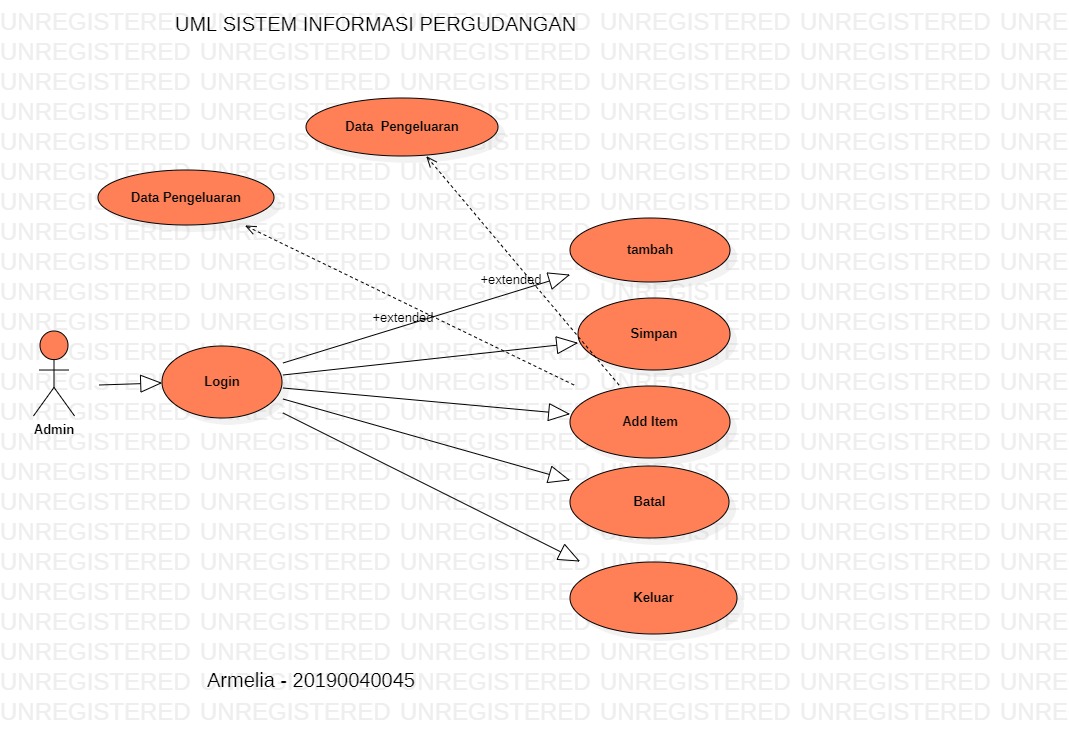 UML SISTEM INFORMASI PERGUDANGAN
Data  Pengeluaran
Data Pengeluaran
tambah
+extended
+extended
Simpan
Login
Add Item
Admin
Batal
Keluar
Armelia - 20190040045
UNREGISTERED UNREGISTERED UNREGISTERED UNREGISTERED UNREGISTERED UNRE